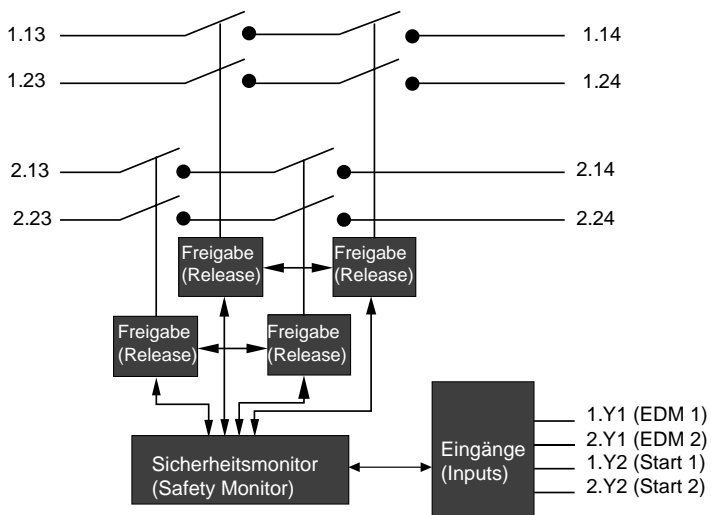 1.13 1.14
1.23 1.24
2.13 2.14
2.23 2.24
Freigabe
(Release)
Freigabe
(Release)
Freigabe
(Release)
Freigabe
(Release)
Sicherheitsmonitor
(Safety Monitor)
Eingänge
(Inputs)
1.Y1 (EDM 1)
2.Y1 (EDM 2)
1.Y2 (Start 1)
2.Y2 (Start 2)